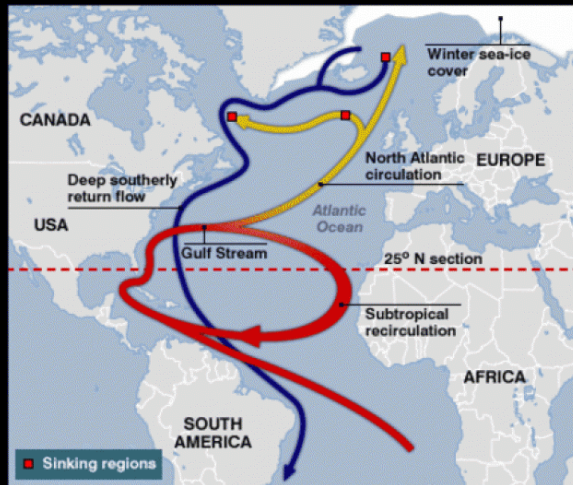 Winter sea-ice
cover
CANADA
North Atlantic
circulation
EUROPE
Deep southerly
return flow
USA
Atlantic
Ocean
Gulf Stream
25° N section
Subtropical
recirculation
AFRICA
SOUTH
AMERICA
Sinking regions